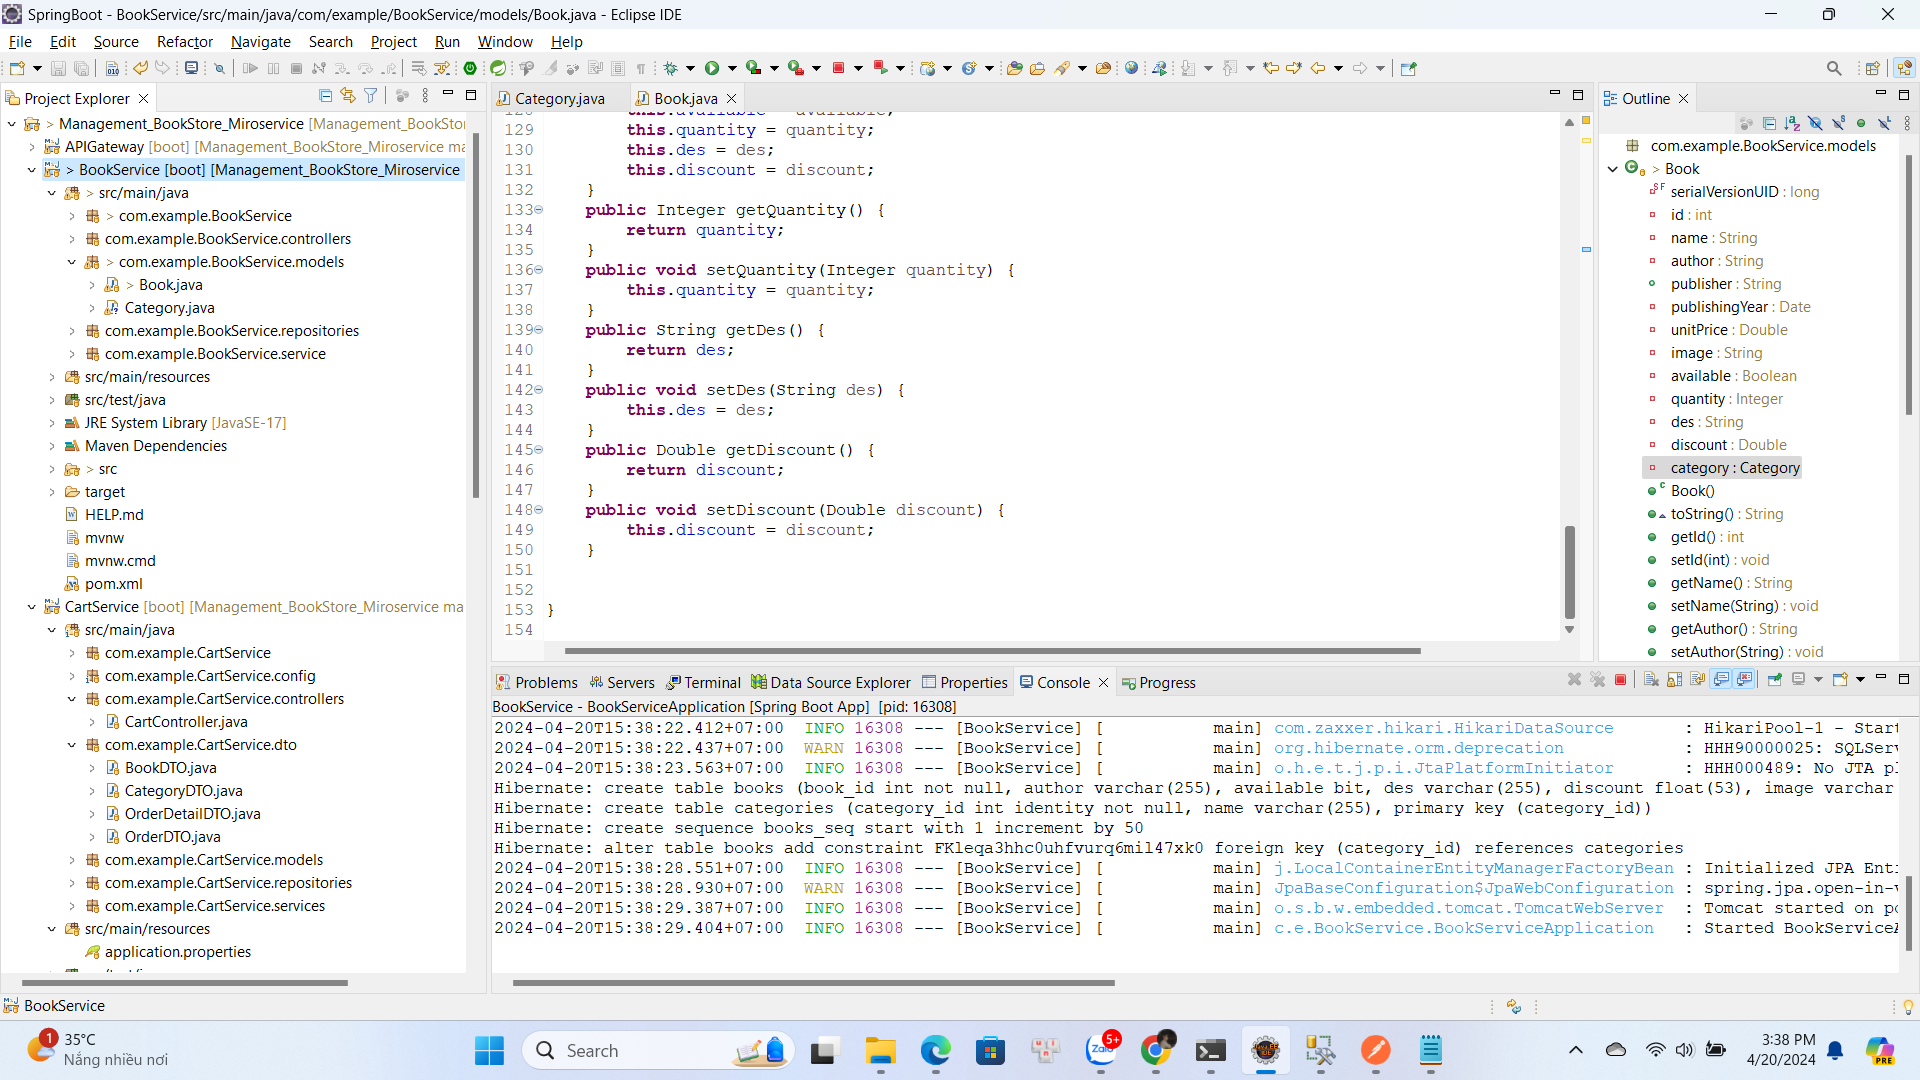 SpringBoot - BookService/src/main/java/com/example/BookService/models/Book.java - Eclipse IDE
File Edit Source Refactor Navigate Search Project Run Window Help
Project Explorer
> Management_BookStore_Miroservice [Management_BookStor
APIGateway [boot] [Management_BookStore_Miroservice ma
> BookService [boot] [Management_BookStore_Miroservice
> src/main/java
> com.example.BookService
com.example.BookService.controllers
> com.example.BookService.models
> Book.java
Category.java
com.example.BookService.repositories
com.example.BookService.service
src/main/resources
src/test/java
JRE System Library [JavaSE-17]
Maven Dependencies
> src
target
HELP.md
mvnw
mvnw.cmd
pom.xml
CartService [boot] [Management_BookStore_Miroservice ma
src/main/java
com.example.CartService
com.example.CartService.config
com.example.CartService.controllers
CartController.java
com.example.CartService.dto
BookDTO.java
CategoryDTO.java
OrderDetailDTO.java
OrderDTO.java
com.example.CartService.models
com.example.CartService.repositories
com.example.CartService.services
src/main/resources
application.properties
Category.java Book.java
128 this.available = available;
129 this.quantity = quantity;
130 this.des = des;
131 this.discount = discount;
132 }
133 public Integer getQuantity() {
134 return quantity;
135 }
136 public void setQuantity(Integer quantity) {
137 this.quantity = quantity;
138 }
139 public String getDes() {
140 return des;
141 }
142 public void setDes(String des) {
143 this.des = des;
144 }
145 public Double getDiscount() {
146 return discount;
147 }
148 public void setDiscount(Double discount) {
149 this.discount = discount;
150 }
151
152
153 }
154
Outline
com.example.BookService.models
> Book
serialVersionUID : long
id : int
name : String
author : String
publisher : String
publishingYear : Date
unitPrice : Double
image : String
available : Boolean
quantity : Integer
des : String
discount : Double
category : Category
Book()
toString() : String
getId() : int
setId(int) : void
getName() : String
setName(String) : void
getAuthor() : String
setAuthor(String) : void
Problems Servers Terminal Data Source Explorer Properties Console Progress
BookService - BookServiceApplication [Spring Boot App] [pid: 16308]
2024-04-20T15:38:22.412+07:00 INFO 16308 --- [BookService] [ main] com.zaxxer.hikari.HikariDataSource : HikariPool-1 - Start
2024-04-20T15:38:22.437+07:00 WARN 16308 --- [BookService] [ main] org.hibernate.orm.deprecation : HHH90000025: SQLServ
2024-04-20T15:38:23.563+07:00 INFO 16308 --- [BookService] [ main] o.h.e.t.j.p.i.JtaPlatformInitiator : HHH000489: No JTA pl
Hibernate: create table books (book_id int not null, author varchar(255), available bit, des varchar(255), discount float(53), image varchar
Hibernate: create table categories (category_id int identity not null, name varchar(255), primary key (category_id))
Hibernate: create sequence books_seq start with 1 increment by 50
Hibernate: alter table books add constraint FKleqa3hhc0uhfvurq6mil47xk0 foreign key (category_id) references categories
2024-04-20T15:38:28.551+07:00 INFO 16308 --- [BookService] [ main] j.LocalContainerEntityManagerFactoryBean : Initialized JPA Enti
2024-04-20T15:38:28.930+07:00 WARN 16308 --- [BookService] [ main] JpaBaseConfiguration$JpaWebConfiguration : spring.jpa.open-in-v
2024-04-20T15:38:29.387+07:00 INFO 16308 --- [BookService] [ main] o.s.b.w.embedded.tomcat.TomcatWebServer : Tomcat started on po
2024-04-20T15:38:29.404+07:00 INFO 16308 --- [BookService] [ main] c.e.BookService.BookServiceApplication : Started BookServiceA
BookService
1
35°C
Nắng nhiều nơi
Search
Zalo
5+
3:38 PM
4/20/2024
PRE